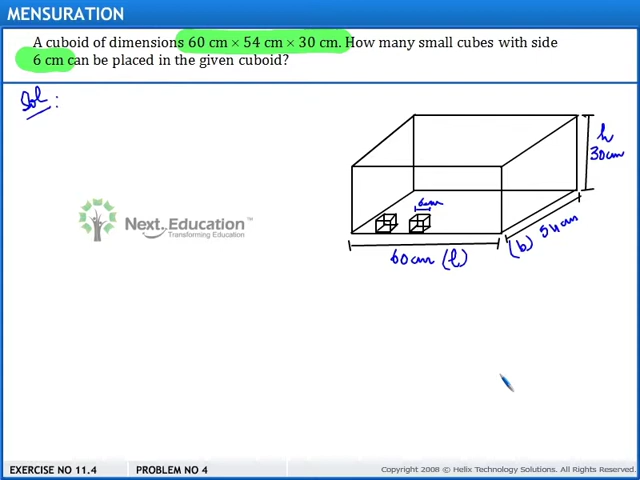 MENSURATION
A cuboid of dimensions 60 cm × 54 cm × 30 cm. How many small cubes with side
6 cm can be placed in the given cuboid?
Sol :
h
30cm
6cm
Next.Education™
Transforming Education
60cm (l)
(b) 54cm
EXERCISE NO 11.4 PROBLEM NO 4 Copyright 2008 © Helix Technology Solutions. All Rights Reserved.